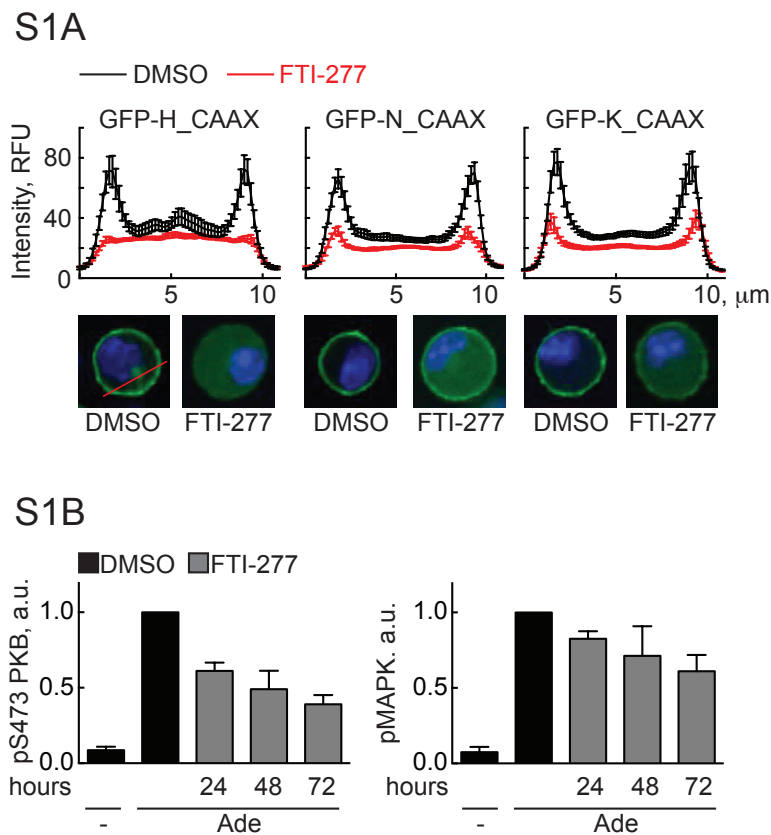 S1A
DMSO FTI-277
GFP-H_CAAX GFP-N_CAAX GFP-K_CAAX
Intensity, RFU
80
40
0
5 10 5 10 5 10, μm
DMSO FTI-277 DMSO FTI-277 DMSO FTI-277
S1B
DMSO FTI-277
pS473 PKB, a.u.
1.0
0.5
0.0
hours 24 48 72
- Ade
pMAPK. a.u.
1.0
0.5
0.0
hours 24 48 72
- Ade